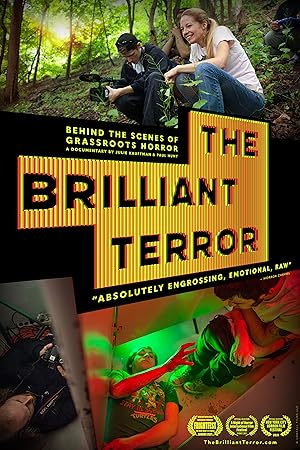 BEHIND THE SCENES OF
GRASSROOTS HORROR
A DOCUMENTARY BY JULIE KAUFFMAN & PAUL HUNT
THE
BRILLIANT
TERROR
"ABSOLUTELY ENGROSSING, EMOTIONAL, RAW"
TheBrilliantTerror.com